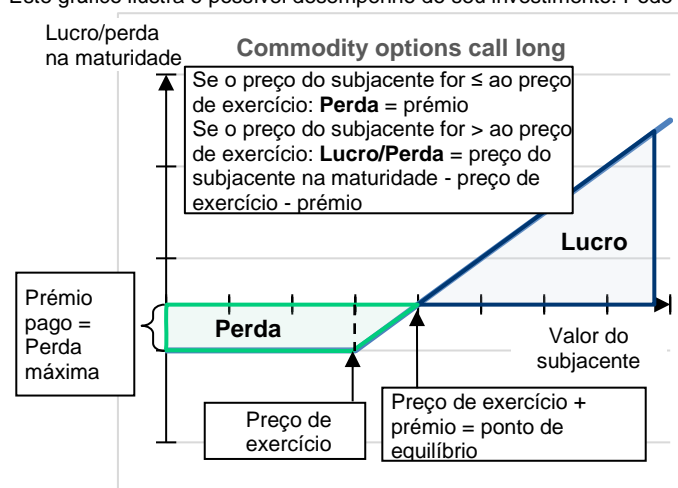 Este gráfico ilustra o possível desempenho do seu investimento. Pode
Lucro/perda
na maturidade
Commodity options call long
Se o preço do subjacente for ≤ ao preço
de exercício: Perda = prémio
Se o preço do subjacente for > ao preço
de exercício: Lucro/Perda = preço do
subjacente na maturidade - preço de
exercício - prémio
Lucro
Prémio
pago =
Perda
máxima
Perda
Valor do
subjacente
Preço de
exercício
Preço de exercício +
prémio = ponto de
equilíbrio